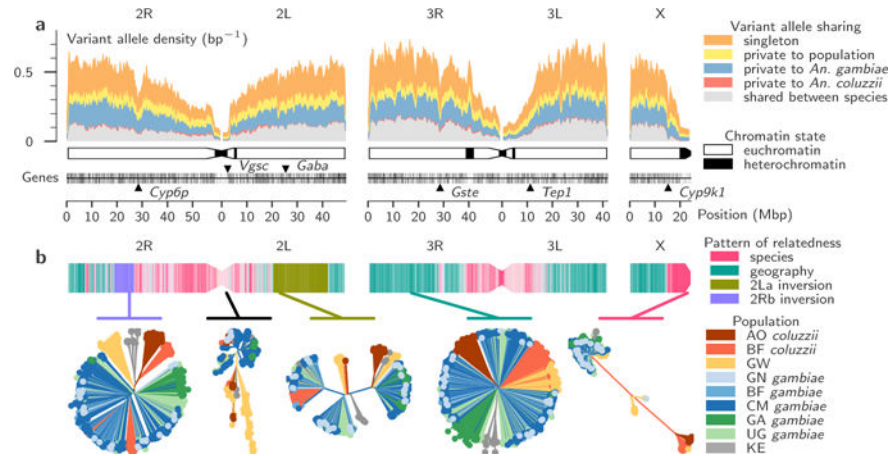 2R 2L 3R 3L X
a
Variant allele density (bp−1)
0.5
0
Variant allele sharing
singleton
private to population
private to An. gambiae
private to An. coluzzii
shared between species
Chromatin state
euchromatin
heterochromatin
Vgsc Gaba
Genes
Cyp6p Gste Tep1 Cyp9k1
0 10 20 30 40 50 60 0 10 20 30 40 0 10 20 30 40 50 0 10 20 30 40 0 20 Position (Mbp)
b
2R 2L 3R 3L X
Pattern of relatedness
species
geography
2La inversion
2Rb inversion
Population
AO coluzzii
BF coluzzii
GW
GN gambiae
BF gambiae
CM gambiae
GA gambiae
UG gambiae
KE